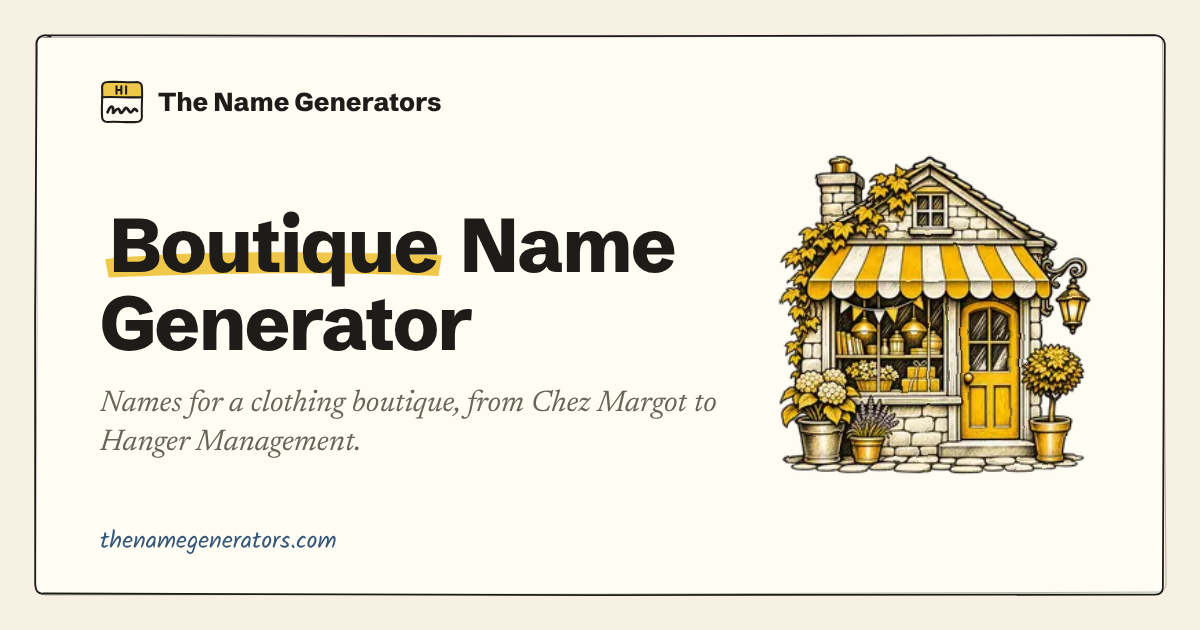 HI
The Name Generators
Boutique Name
Generator
Names for a clothing boutique, from Chez Margot to
Hanger Management.
thenamegenerators.com